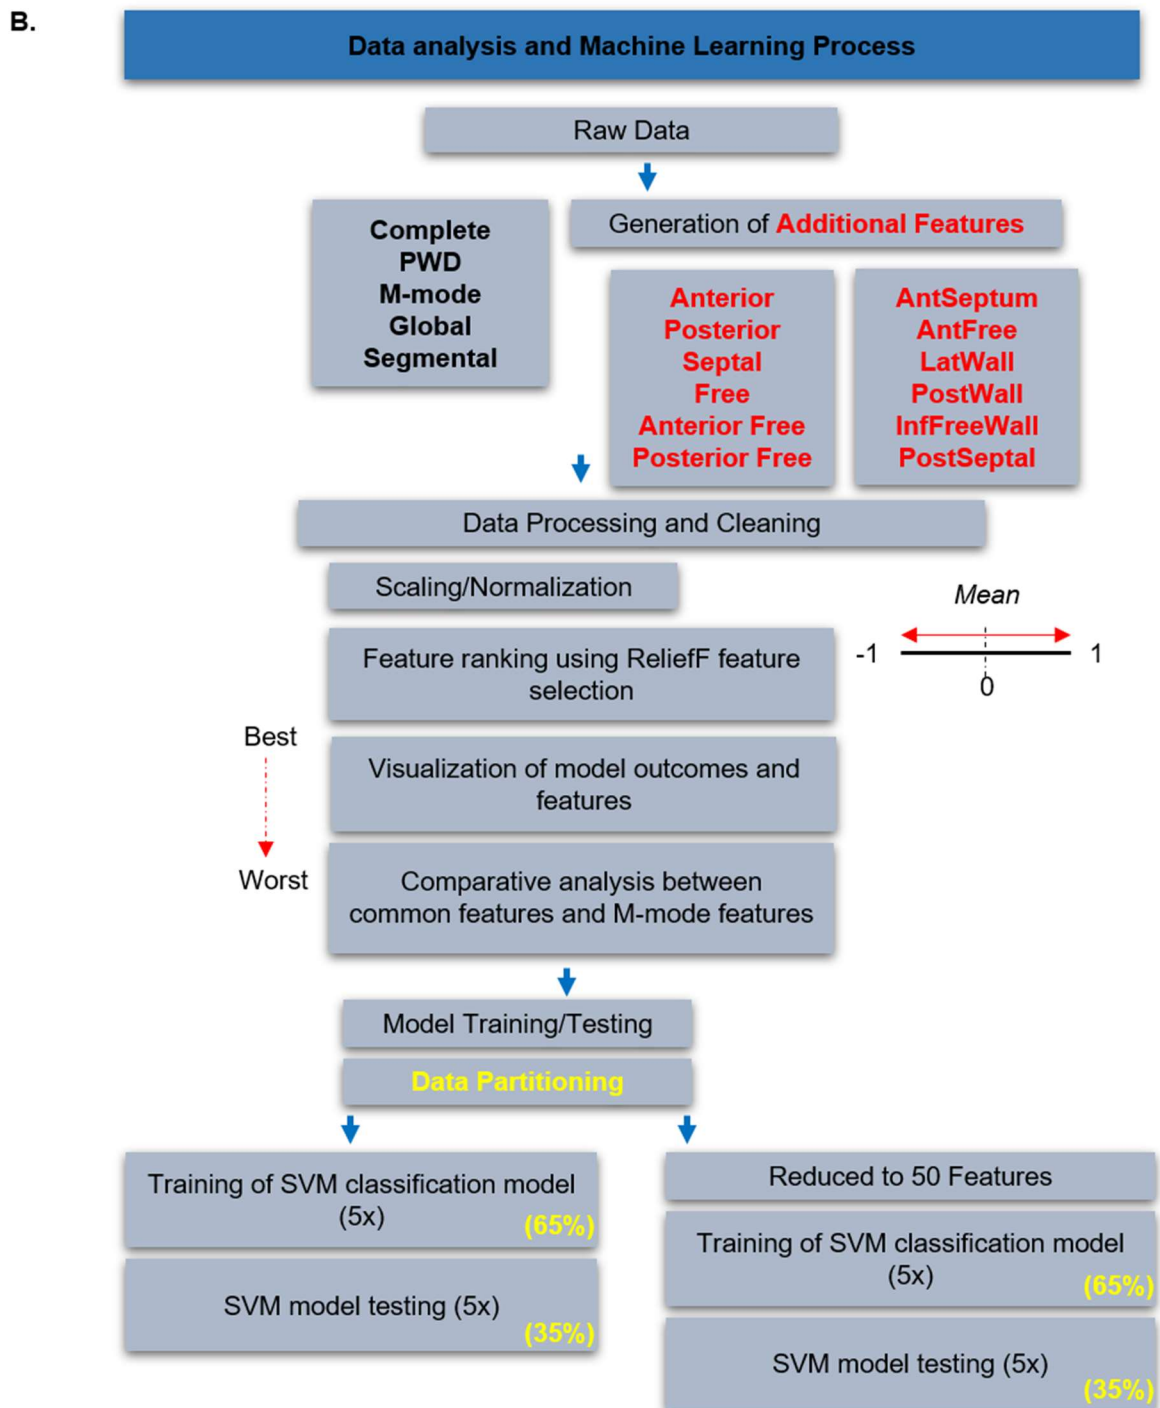 B.
Data analysis and Machine Learning Process
Raw Data
Complete
PWD
M-mode
Global
Segmental
Generation of Additional Features
Anterior
Posterior
Septal
Free
Anterior Free
Posterior Free
AntSeptum
AntFree
LatWall
PostWall
InfFreeWall
PostSeptal
Data Processing and Cleaning
Scaling/Normalization
Mean
-1
1
0
Feature ranking using ReliefF feature
selection
Best
Worst
Visualization of model outcomes and
features
Comparative analysis between
common features and M-mode features
Model Training/Testing
Data Partitioning
Training of SVM classification model
(5x)
(65%)
SVM model testing (5x)
(35%)
Reduced to 50 Features
Training of SVM classification model
(5x)
(65%)
SVM model testing (5x)
(35%)